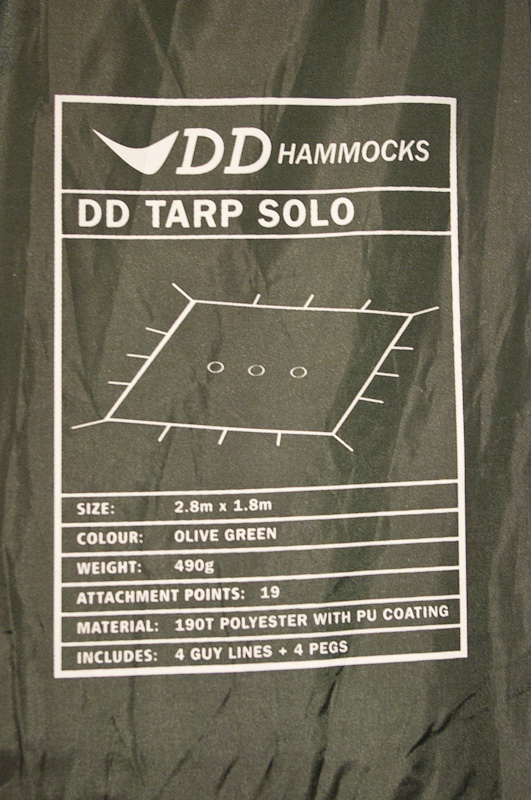 DD HAMMOCKS
DD TARP SOLO
SIZE: 2.8m x 1.8m
COLOUR: OLIVE GREEN
WEIGHT: 490g
ATTACHMENT POINTS: 19
MATERIAL: 190T POLYESTER WITH PU COATING
INCLUDES: 4 GUY LINES + 4 PEGS